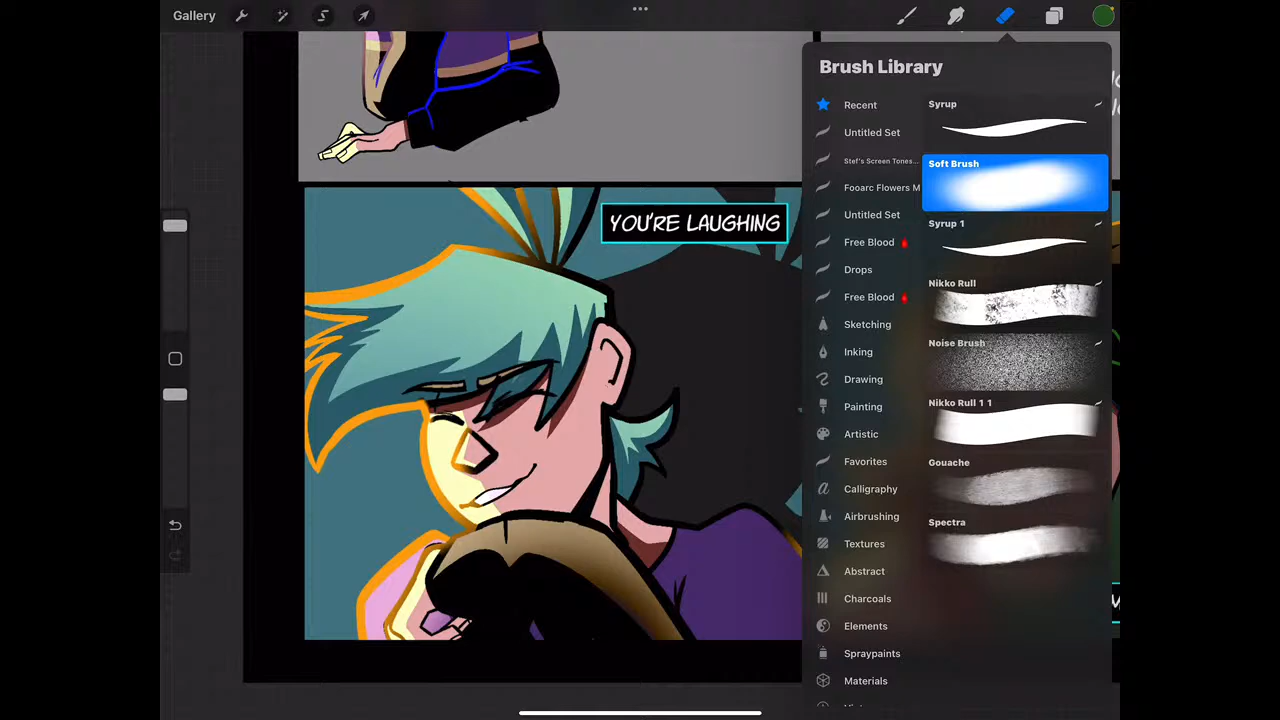 Gallery
Brush Library
Recent
Untitled Set
Stef's Screen Tones...
Fooarc Flowers M
Untitled Set
Free Blood
Drops
Free Blood
Sketching
Inking
Drawing
Painting
Artistic
Favorites
Calligraphy
Airbrushing
Textures
Abstract
Charcoals
Elements
Spraypaints
Materials
Syrup
Soft Brush
Syrup 1
Nikko Rull
Noise Brush
Nikko Rull 1 1
Gouache
Spectra
YOU'RE LAUGHING